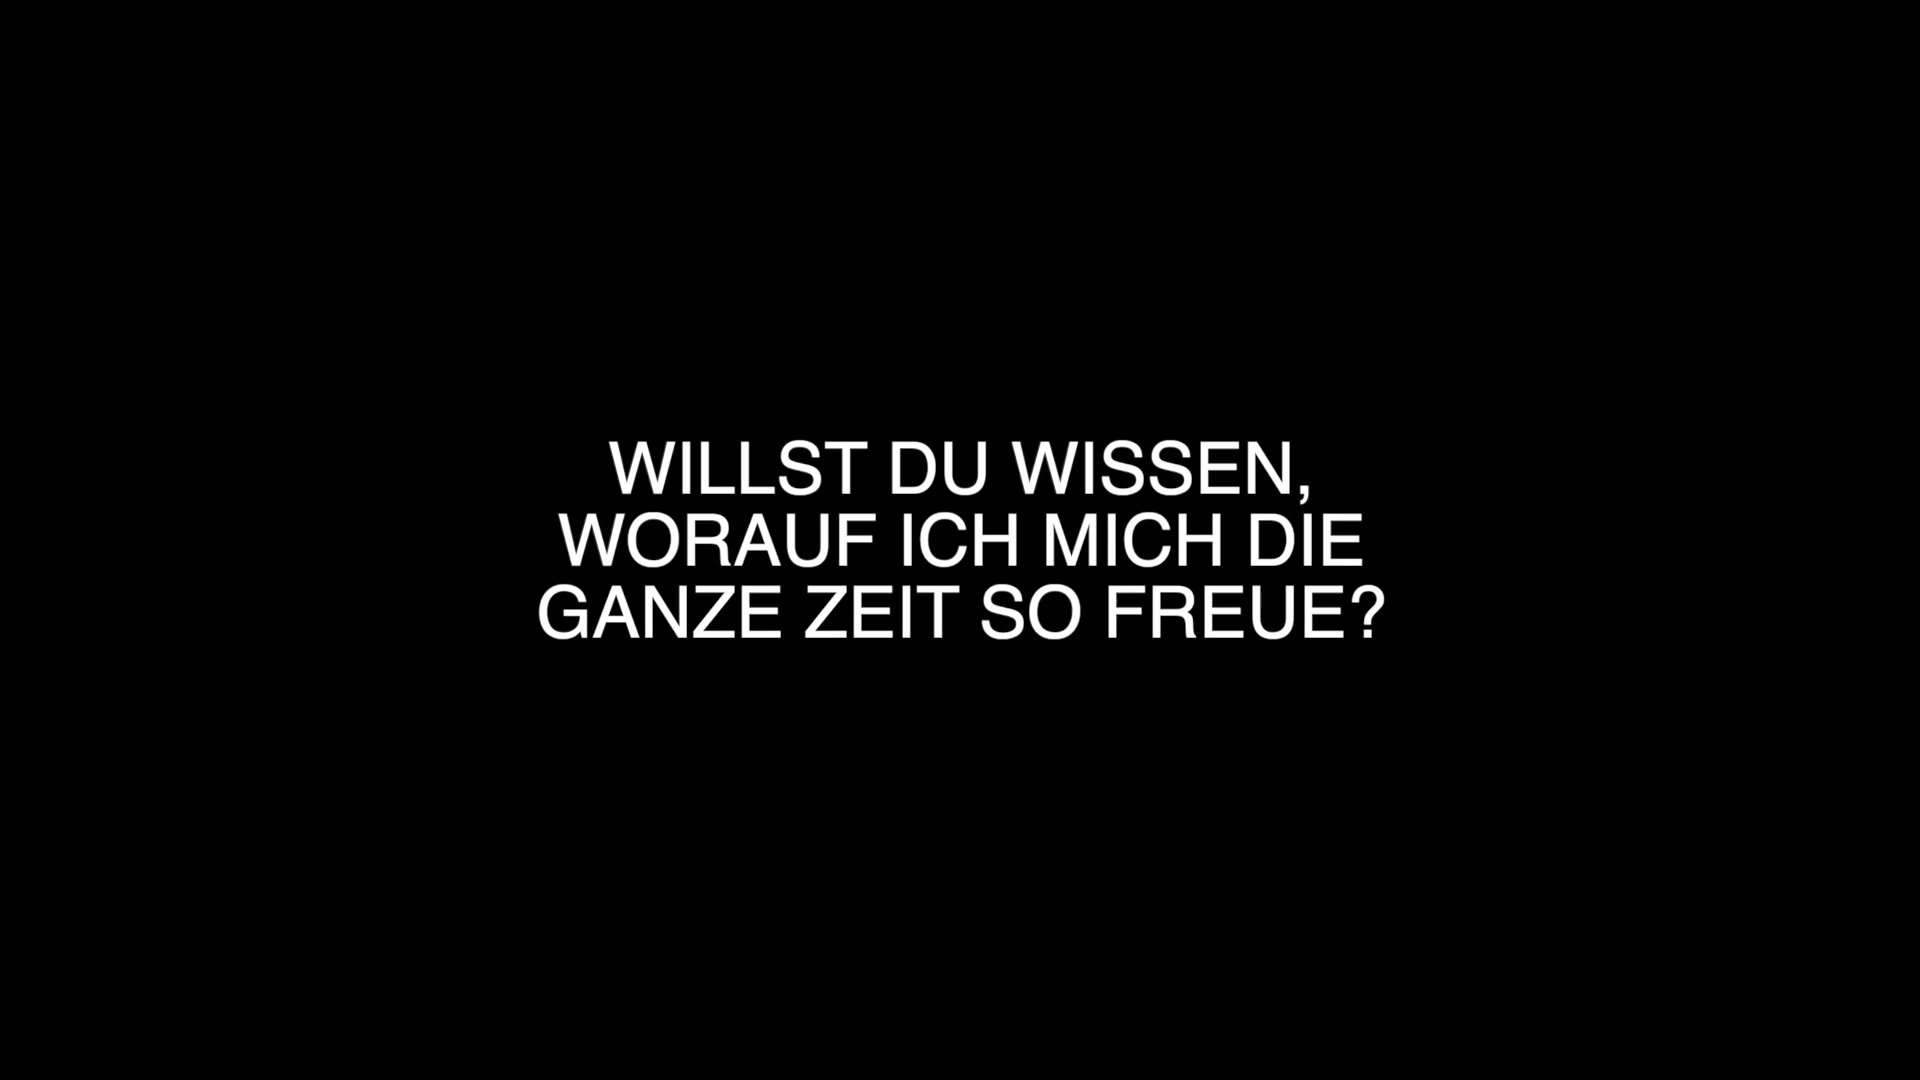 WILLST DU WISSEN,
WORAUF ICH MICH DIE
GANZE ZEIT SO FREUE?